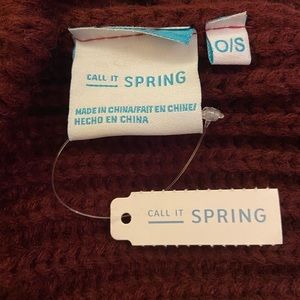 CALL IT SPRING
MADE IN CHINA/FAIT EN CHINE/
HECHO EN CHINA
O/S
CALL IT SPRING